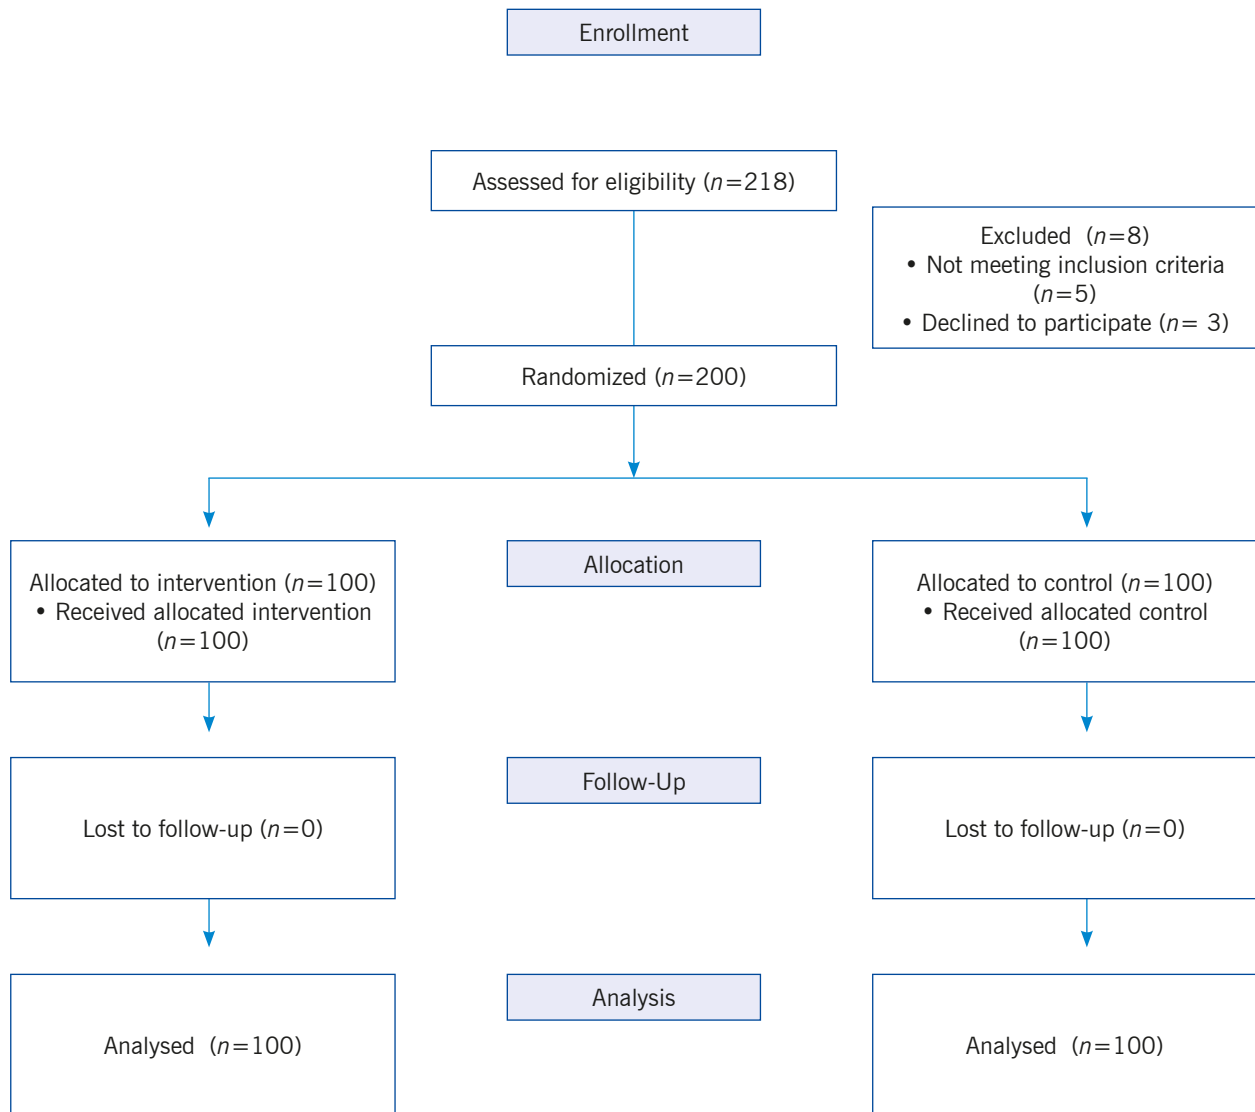 Enrollment
Assessed for eligibility (n=218)
Excluded (n=8)
• Not meeting inclusion criteria
(n=5)
• Declined to participate (n= 3)
Randomized (n=200)
Allocated to intervention (n=100)
• Received allocated intervention
(n=100)
Allocation
Allocated to control (n=100)
• Received allocated control
(n=100)
Lost to follow-up (n=0)
Follow-Up
Lost to follow-up (n=0)
Analysed (n=100)
Analysis
Analysed (n=100)